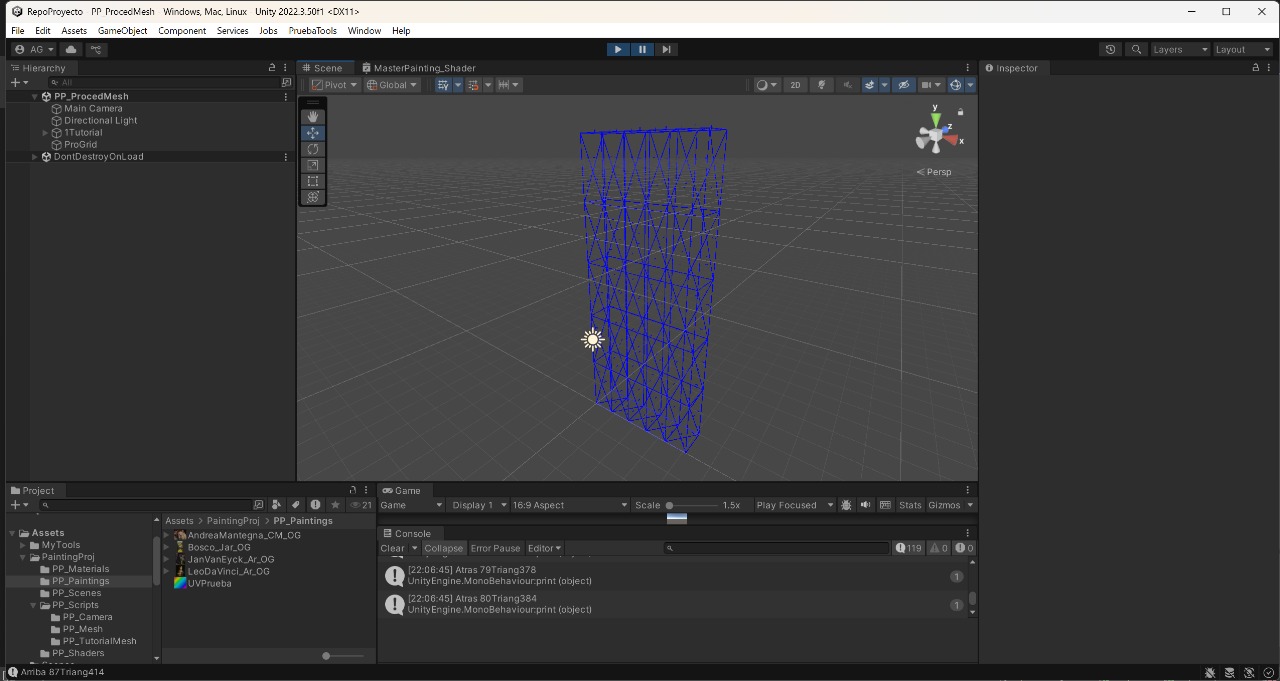 RepoProyecto - PP_ProcedMesh - Windows, Mac, Linux - Unity 2022.3.50f1 <DX11>
File Edit Assets GameObject Component Services Jobs PruebaTools Window Help
AG Layers Layout
Hierarchy
All
PP_ProcedMesh
Main Camera
Directional Light
1Tutorial
ProGrid
DontDestroyOnLoad
Scene MasterPainting_Shader
Pivot Global 2D
y
z
x
Persp
Inspector
Project
21
Assets
MyTools
PaintingProj
PP_Materials
PP_Paintings
PP_Scenes
PP_Scripts
PP_Camera
PP_Mesh
PP_TutorialMesh
PP_Shaders
Assets > PaintingProj > PP_Paintings
AndreaMantegna_CM_OG
Bosco_Jar_OG
JanVanEyck_Ar_OG
LeoDaVinci_Ar_OG
UVPrueba
Game
Game Display 1 16:9 Aspect Scale 1.5x Play Focused Stats Gizmos
Console
Clear Collapse Error Pause Editor 119 0 0
[22:06:45] Atras 79Triang378
UnityEngine.MonoBehaviour:print (object)
1
[22:06:45] Atras 80Triang384
UnityEngine.MonoBehaviour:print (object)
1
Arriba 87Triang414